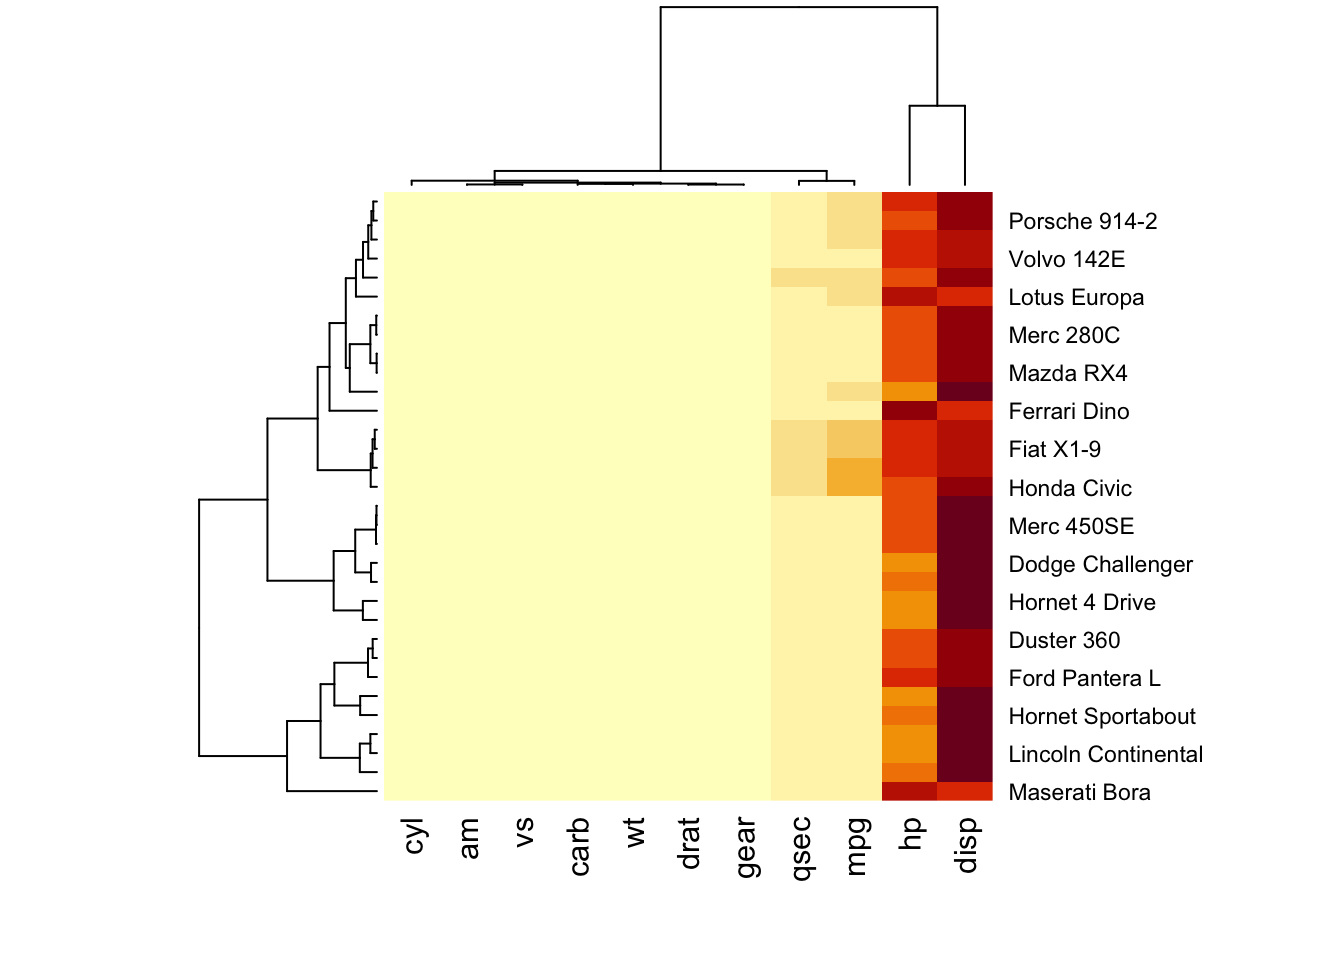 Porsche 914-2
Volvo 142E
Lotus Europa
Merc 280C
Mazda RX4
Ferrari Dino
Fiat X1-9
Honda Civic
Merc 450SE
Dodge Challenger
Hornet 4 Drive
Duster 360
Ford Pantera L
Hornet Sportabout
Lincoln Continental
Maserati Bora
cyl
am
vs
carb
wt
drat
gear
qsec
mpg
hp
disp